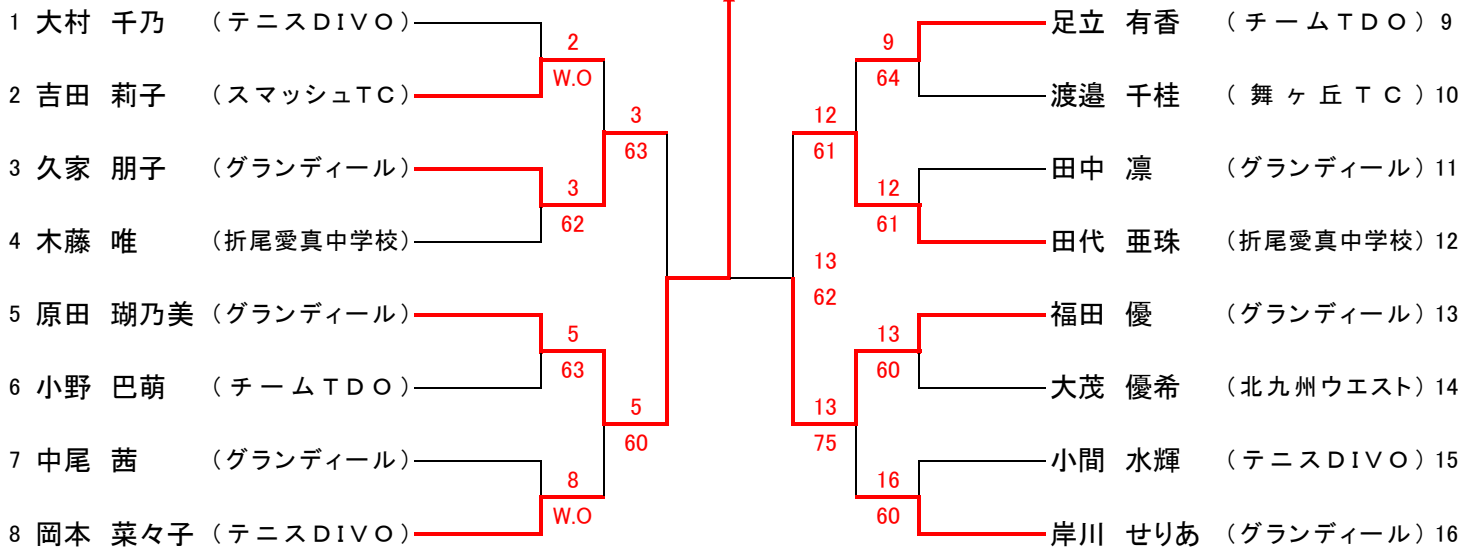 1 大村 千乃 (テニスDIVO)
2 吉田 莉子 (スマッシュTC)
3 久家 朋子 (グランディール)
4 木藤 唯 (折尾愛真中学校)
5 原田 瑚乃美 (グランディール)
6 小野 巴萌 (チームTDO)
7 中尾 茜 (グランディール)
8 岡本 菜々子 (テニスDIVO)
2
W.O
3
62
5
63
8
W.O
3
63
5
60
13
62
12
61
13
75
9
64
12
61
13
60
16
60
足立 有香 (チームTDO) 9
渡邉 千桂 (舞ヶ丘TC) 10
田中 凛 (グランディール) 11
田代 亜珠 (折尾愛真中学校) 12
福田 優 (グランディール) 13
大茂 優希 (北九州ウエスト) 14
小間 水輝 (テニスDIVO) 15
岸川 せりあ (グランディール) 16